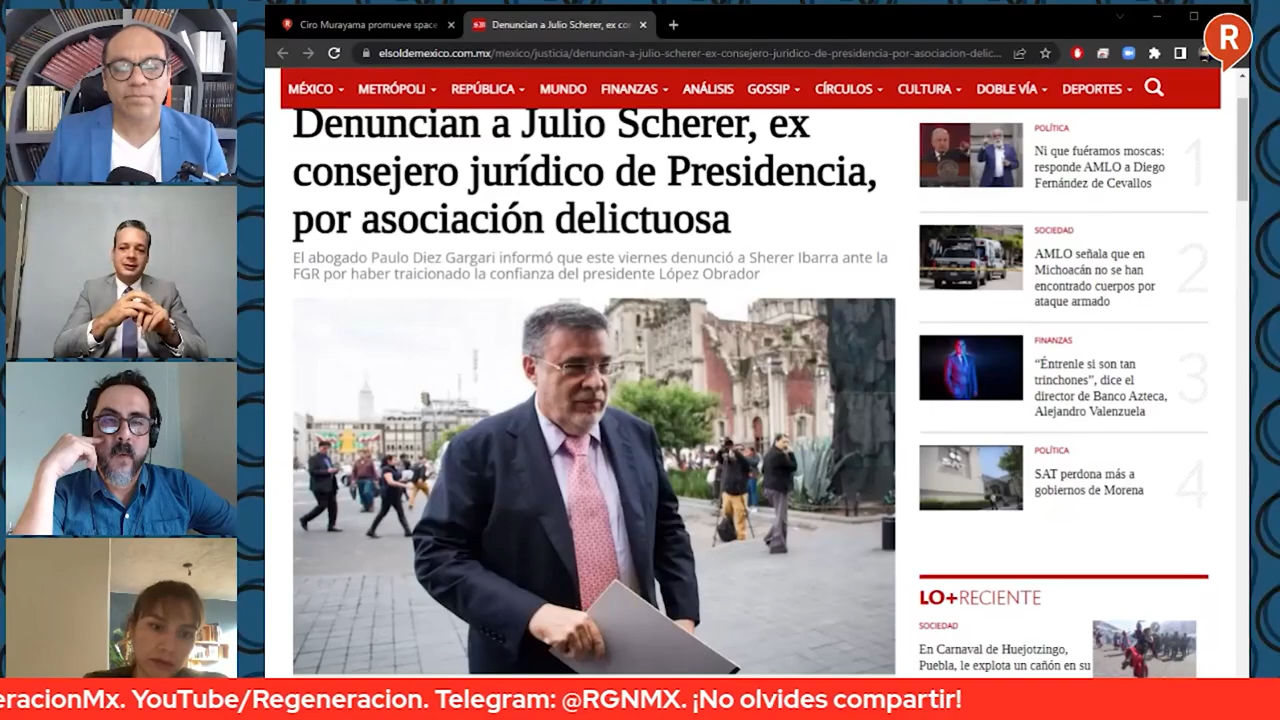 Ciro Murayama promueve space
Denuncian a Julio Scherer, ex co
R
elsoldemexico.com.mx/mexico/justicia/denuncian-a-julio-scherer-ex-consejero-juridico-de-presidencia-por-asociacion-delic...
MÉXICO METRÓPOLI REPÚBLICA MUNDO FINANZAS ANÁLISIS GOSSIP CÍRCULOS CULTURA DOBLE VÍA DEPORTES
Denuncian a Julio Scherer, ex
consejero jurídico de Presidencia,
por asociación delictuosa
El abogado Paulo Diez Gargari informó que este viernes denunció a Sherer Ibarra ante la
FGR por haber traicionado la confianza del presidente López Obrador
POLÍTICA
Ni que fuéramos moscas:
responde AMLO a Diego
Fernández de Cevallos
1
SOCIEDAD
AMLO señala que en
Michoacán no se han
encontrado cuerpos por
ataque armado
2
FINANZAS
“Éntrenle si son tan
trinchones”, dice el
director de Banco Azteca,
Alejandro Valenzuela
3
POLÍTICA
SAT perdona más a
gobiernos de Morena
4
LO+RECIENTE
SOCIEDAD
En Carnaval de Huejotzingo,
Puebla, le explota un cañón en su
eracionMx. YouTube/Regeneracion. Telegram: @RGNMX. ¡No olvides compartir!